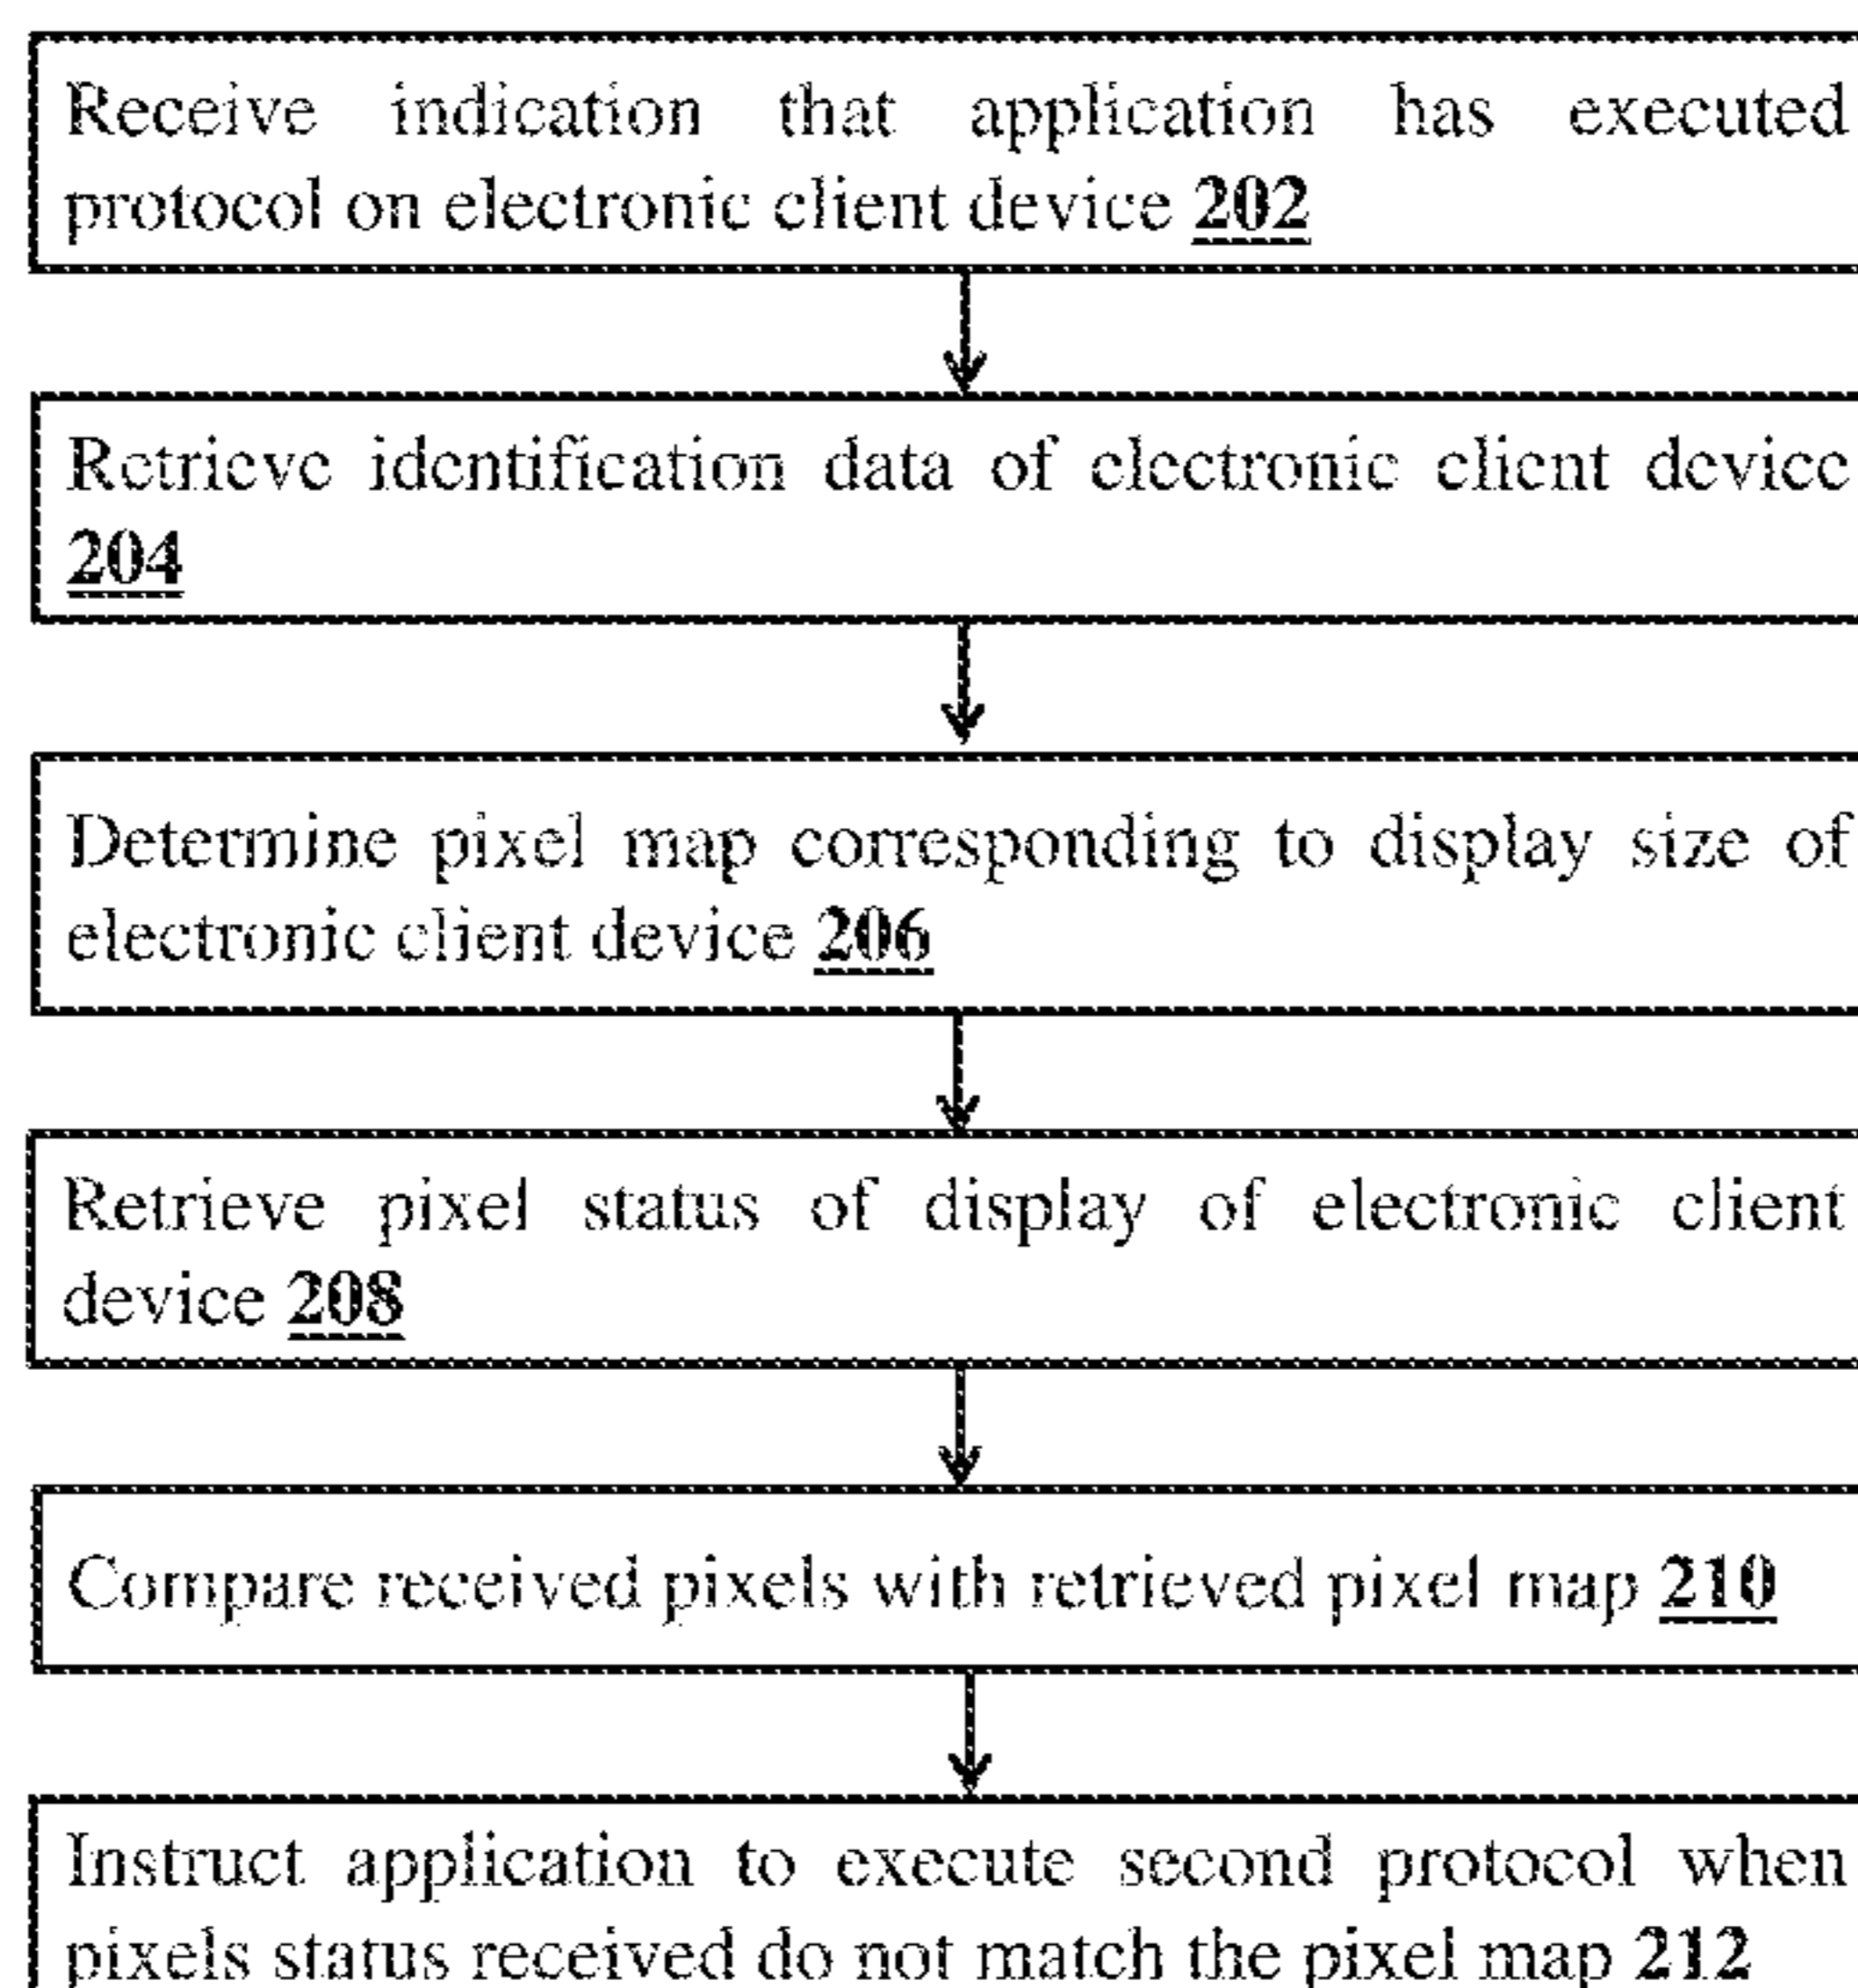 Receive indication that application has executed
protocol on electronic client device 202
Retrieve identification data of electronic client device
204
Determine pixel map corresponding to display size of
electronic client device 206
Retrieve pixel status of display of electronic client
device 208
Compare received pixels with retrieved pixel map 210
Instruct application to execute second protocol when
pixels status received do not match the pixel map 212